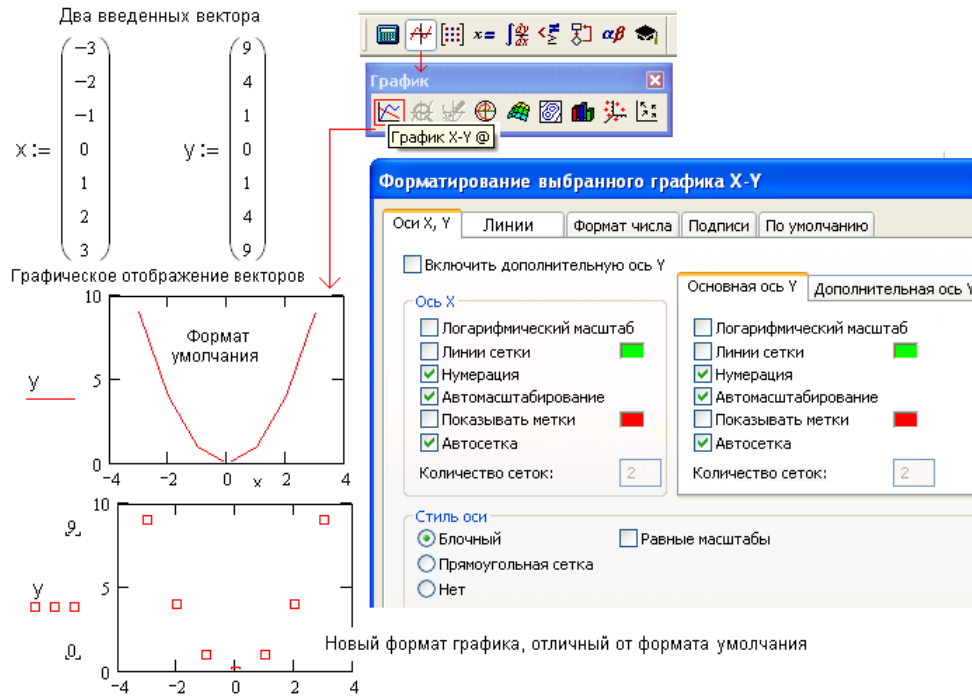 Два введенных вектора
x := −3 −2 −1 0 1 2 3
y := 9 4 1 0 1 4 9
x=
αβ
График
График X-Y @
Графическое отображение векторов
10
5
0
Формат
умолчания
y
−4 −2 0 2 4
x
10
5
0
9
y
0
−4 −2 0 2 4
Форматирование выбранного графика X-Y
Оси X, Y Линии Формат числа Подписи По умолчанию
Включить дополнительную ось Y
Ось X
Логарифмический масштаб
Линии сетки
Нумерация
Автомасштабирование
Показывать метки
Автосетка
Количество сеток: 2
Основная ось Y Дополнительная ось Y
Логарифмический масштаб
Линии сетки
Нумерация
Автомасштабирование
Показывать метки
Автосетка
Количество сеток: 2
Стиль оси
Блочный
Равные масштабы
Прямоугольная сетка
Нет
Новый формат графика, отличный от формата умолчания